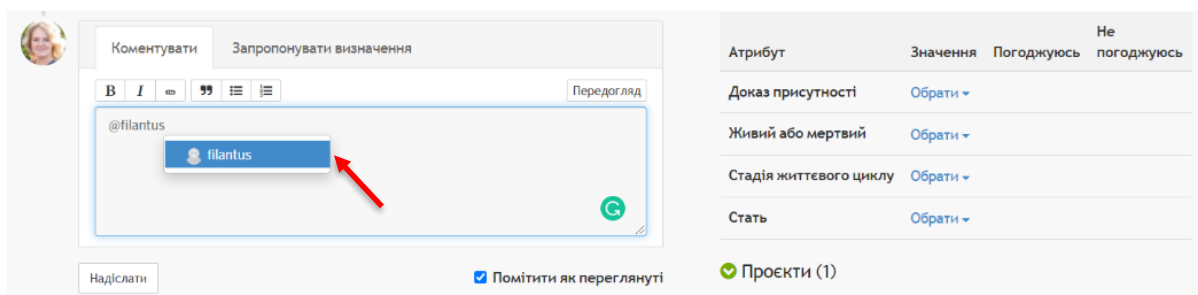 Коментувати Запропонувати визначення
B I Передогляд
@filantus
filantus
Надіслати Помітити як переглянуті
Атрибут Значення Погоджуюсь Не погоджуюсь
Доказ присутності Обрати
Живий або мертвий Обрати
Стадія життєвого циклу Обрати
Стать Обрати
Проєкти (1)